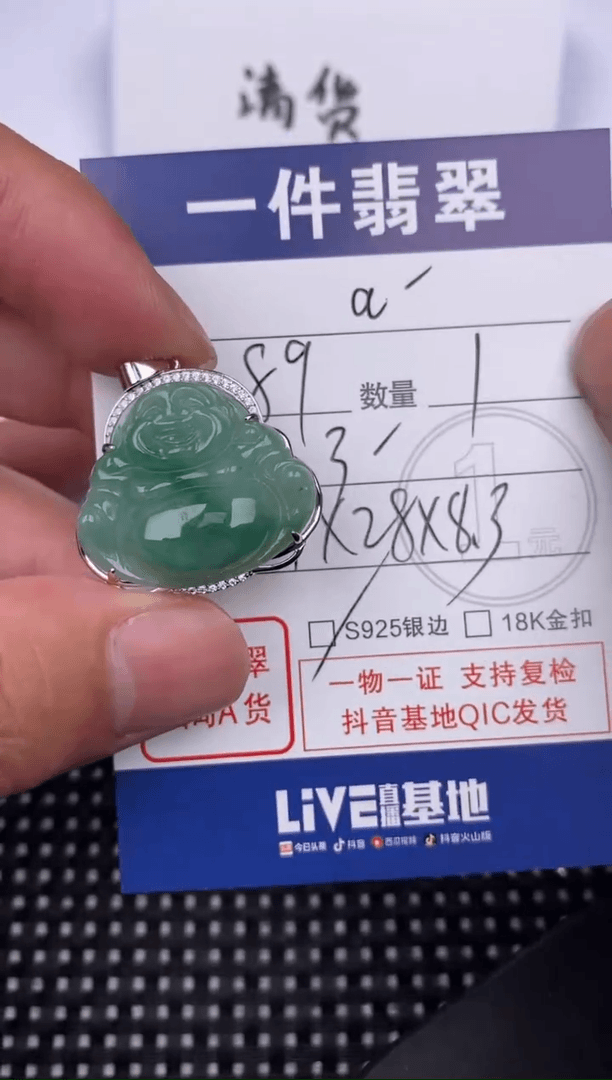 清货
一件翡翠
a
89 数量 1
3
X28X8.3
1元
S925银边 18K金扣
翠
A货
一物一证 支持复检
抖音基地QIC发货
LiVE直播基地
今日头条 抖音 西瓜视频 抖音火山版